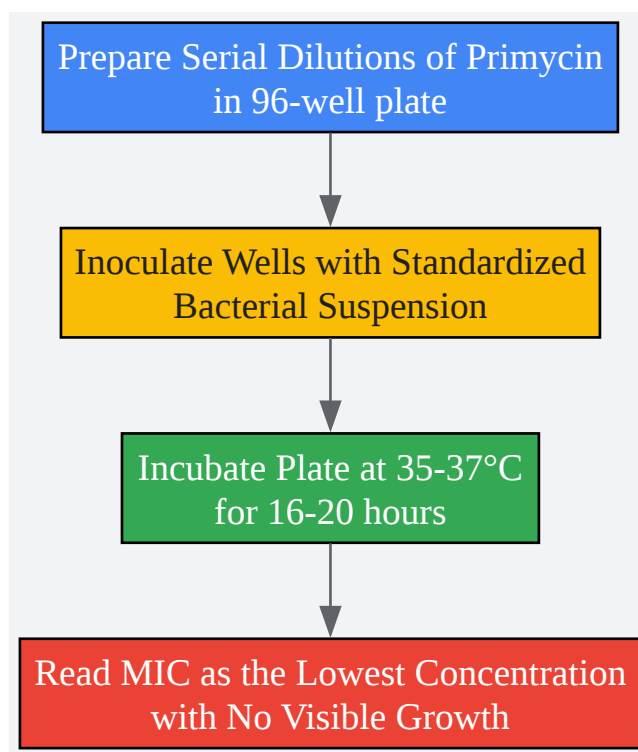 Prepare Serial Dilutions of Primycin
in 96-well plate
Inoculate Wells with Standardized
Bacterial Suspension
Incubate Plate at 35-37°C
for 16-20 hours
Read MIC as the Lowest Concentration
with No Visible Growth